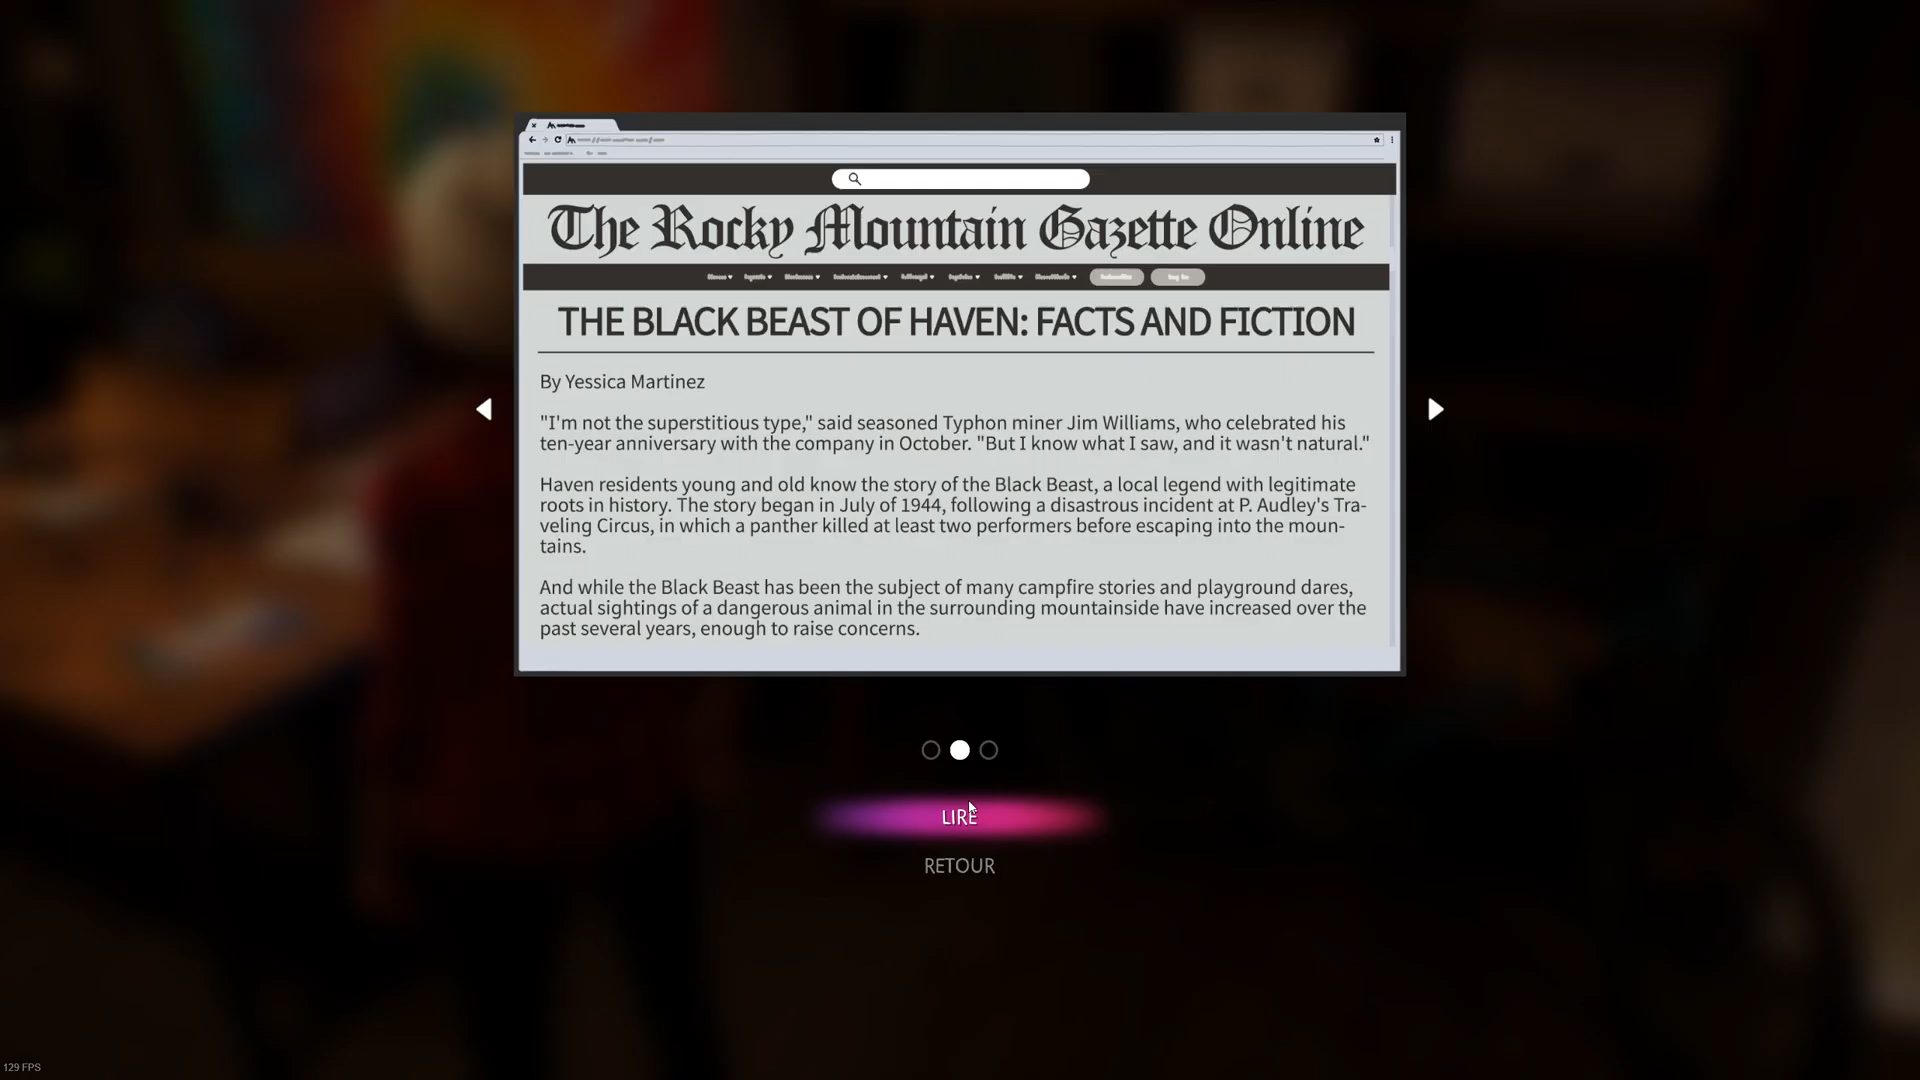 The Rocky Mountain Gazette Online
THE BLACK BEAST OF HAVEN: FACTS AND FICTION
By Yessica Martinez
"I'm not the superstitious type," said seasoned Typhon miner Jim Williams, who celebrated his
ten-year anniversary with the company in October. "But I know what I saw, and it wasn't natural."
Haven residents young and old know the story of the Black Beast, a local legend with legitimate
roots in history. The story began in July of 1944, following a disastrous incident at P. Audley's Tra-
veling Circus, in which a panther killed at least two performers before escaping into the moun-
tains.
And while the Black Beast has been the subject of many campfire stories and playground dares,
actual sightings of a dangerous animal in the surrounding mountainside have increased over the
past several years, enough to raise concerns.
LIRE
RETOUR
129 FPS